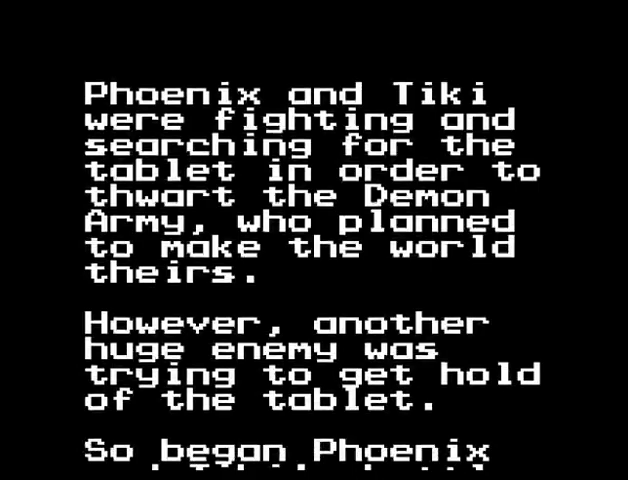 Phoenix and Tiki
were fighting and
searching for the
tablet in order to
thwart the Demon
Army, who planned
to make the world
theirs.
However, another
huge enemy was
trying to get hold
of the tablet.
So began Phoenix